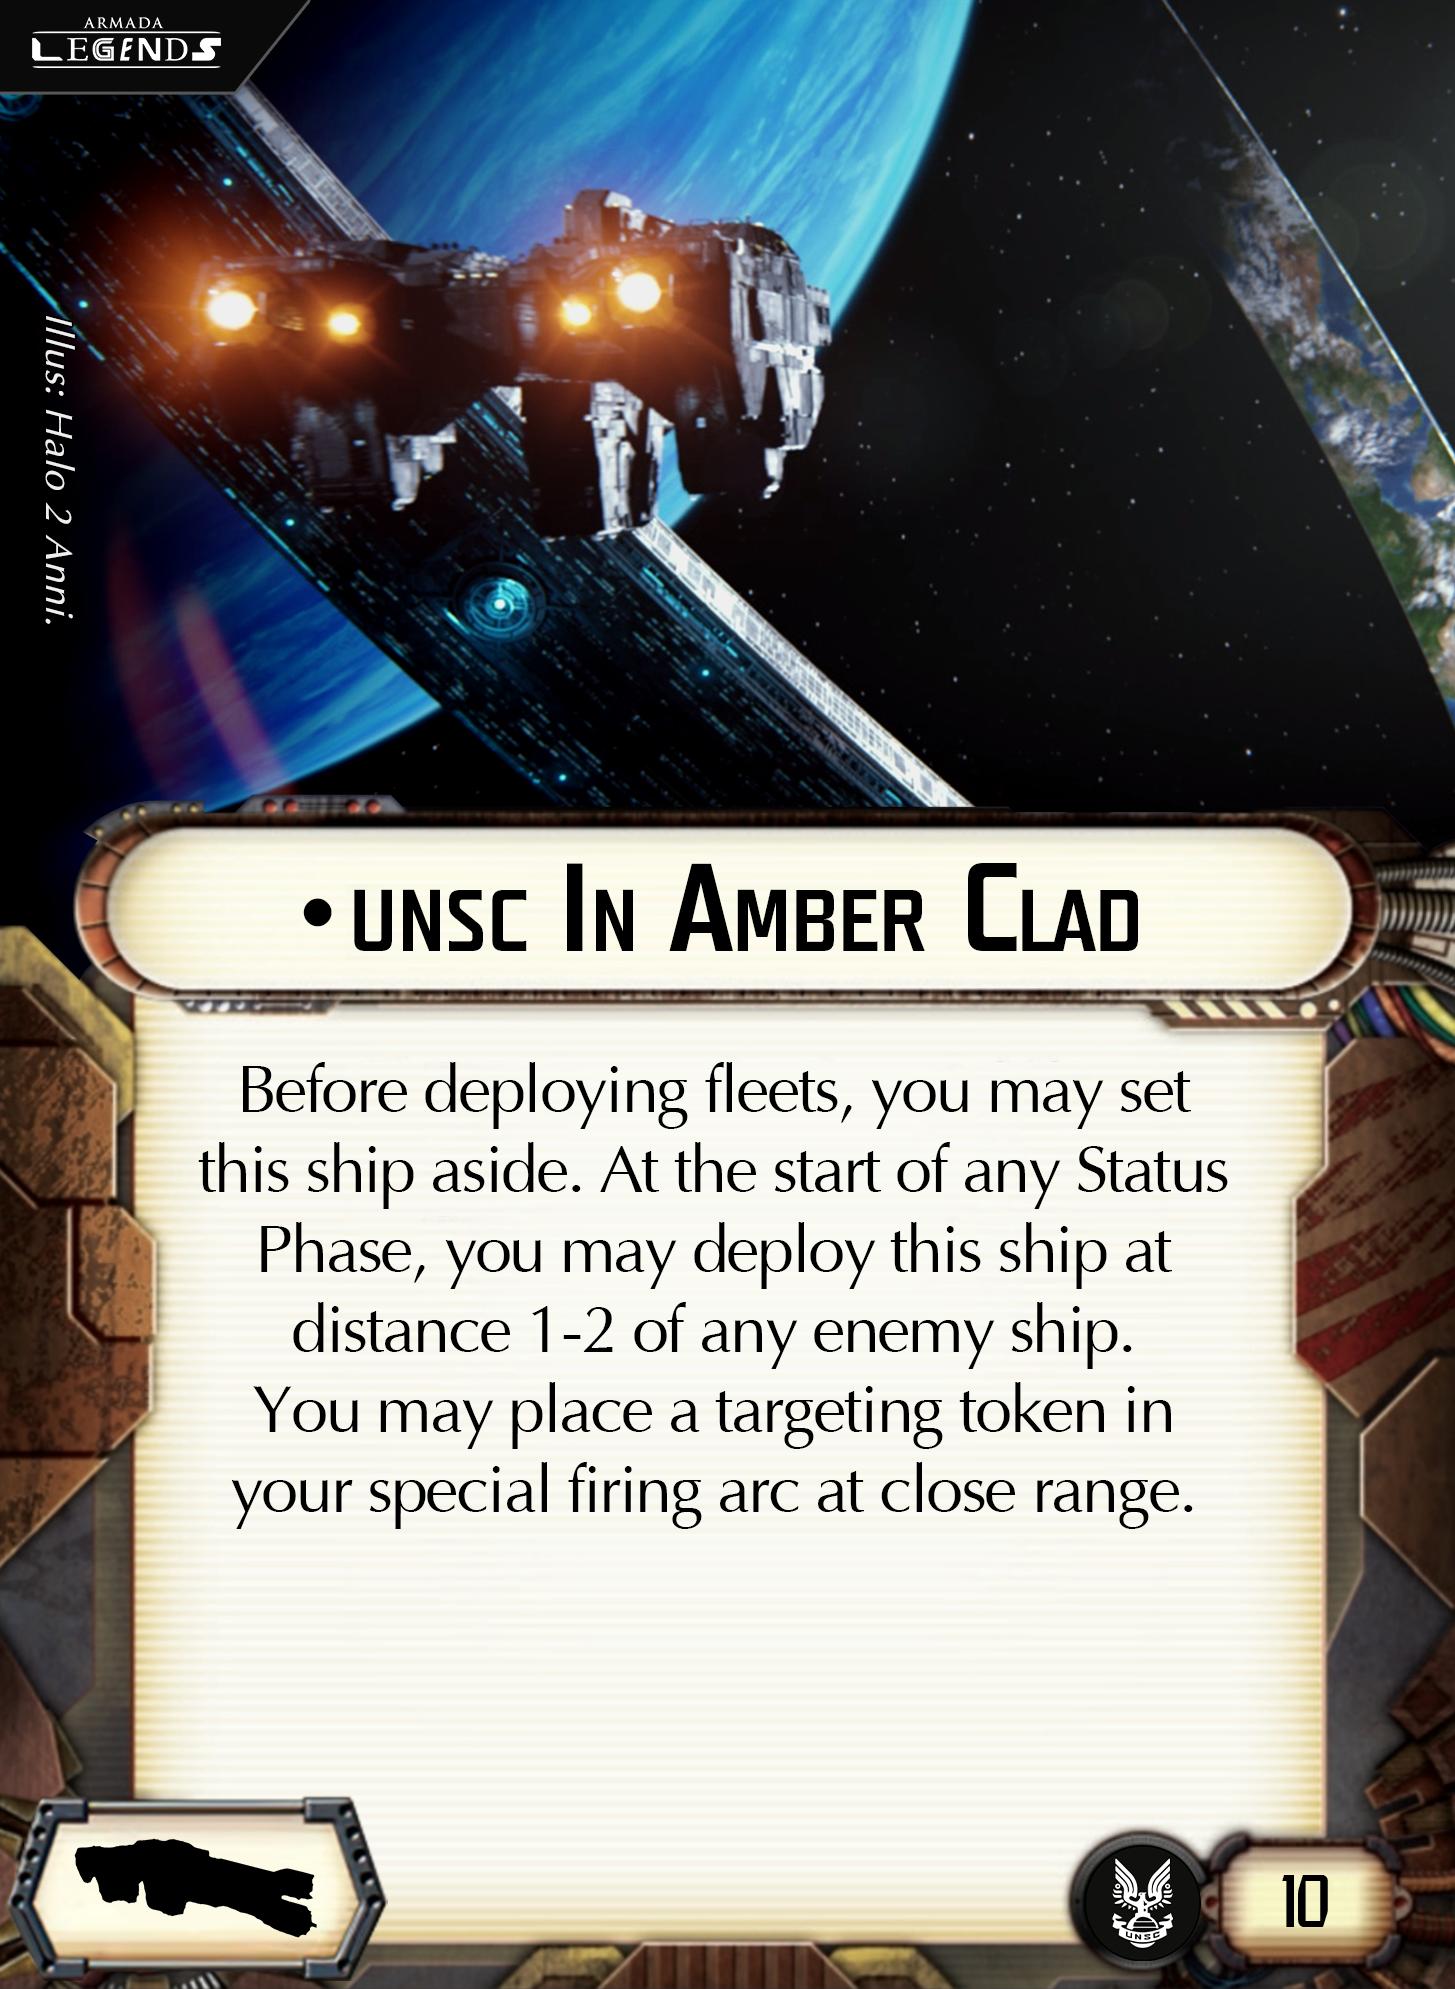 ARMADA
LEGENDS
Illus: Halo 2 Anni.
• UNSC IN AMBER CLAD
Before deploying fleets, you may set
this ship aside. At the start of any Status
Phase, you may deploy this ship at
distance 1-2 of any enemy ship.
You may place a targeting token in
your special firing arc at close range.
UNSC
10